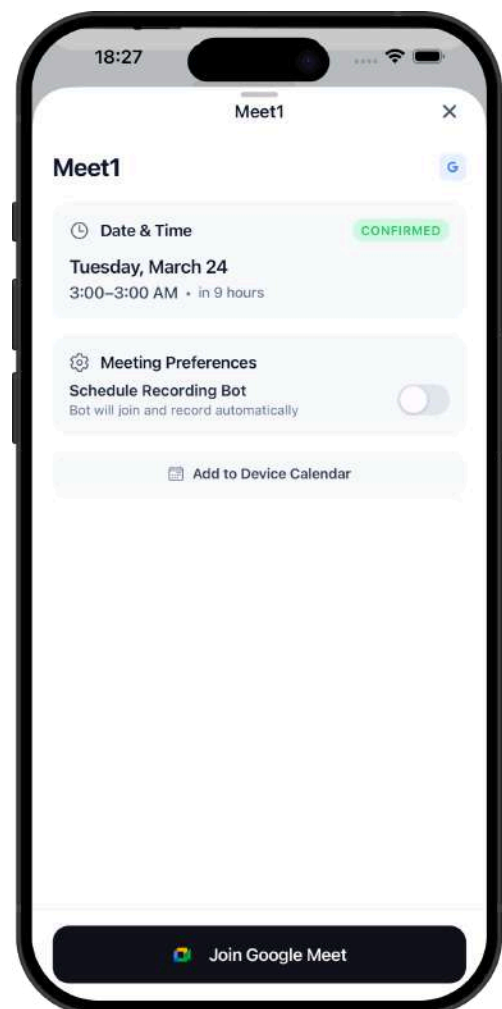 18:27
Meet1
Meet1
G
Date & Time
CONFIRMED
Tuesday, March 24
3:00–3:00 AM • in 9 hours
Meeting Preferences
Schedule Recording Bot
Bot will join and record automatically
Add to Device Calendar
Join Google Meet